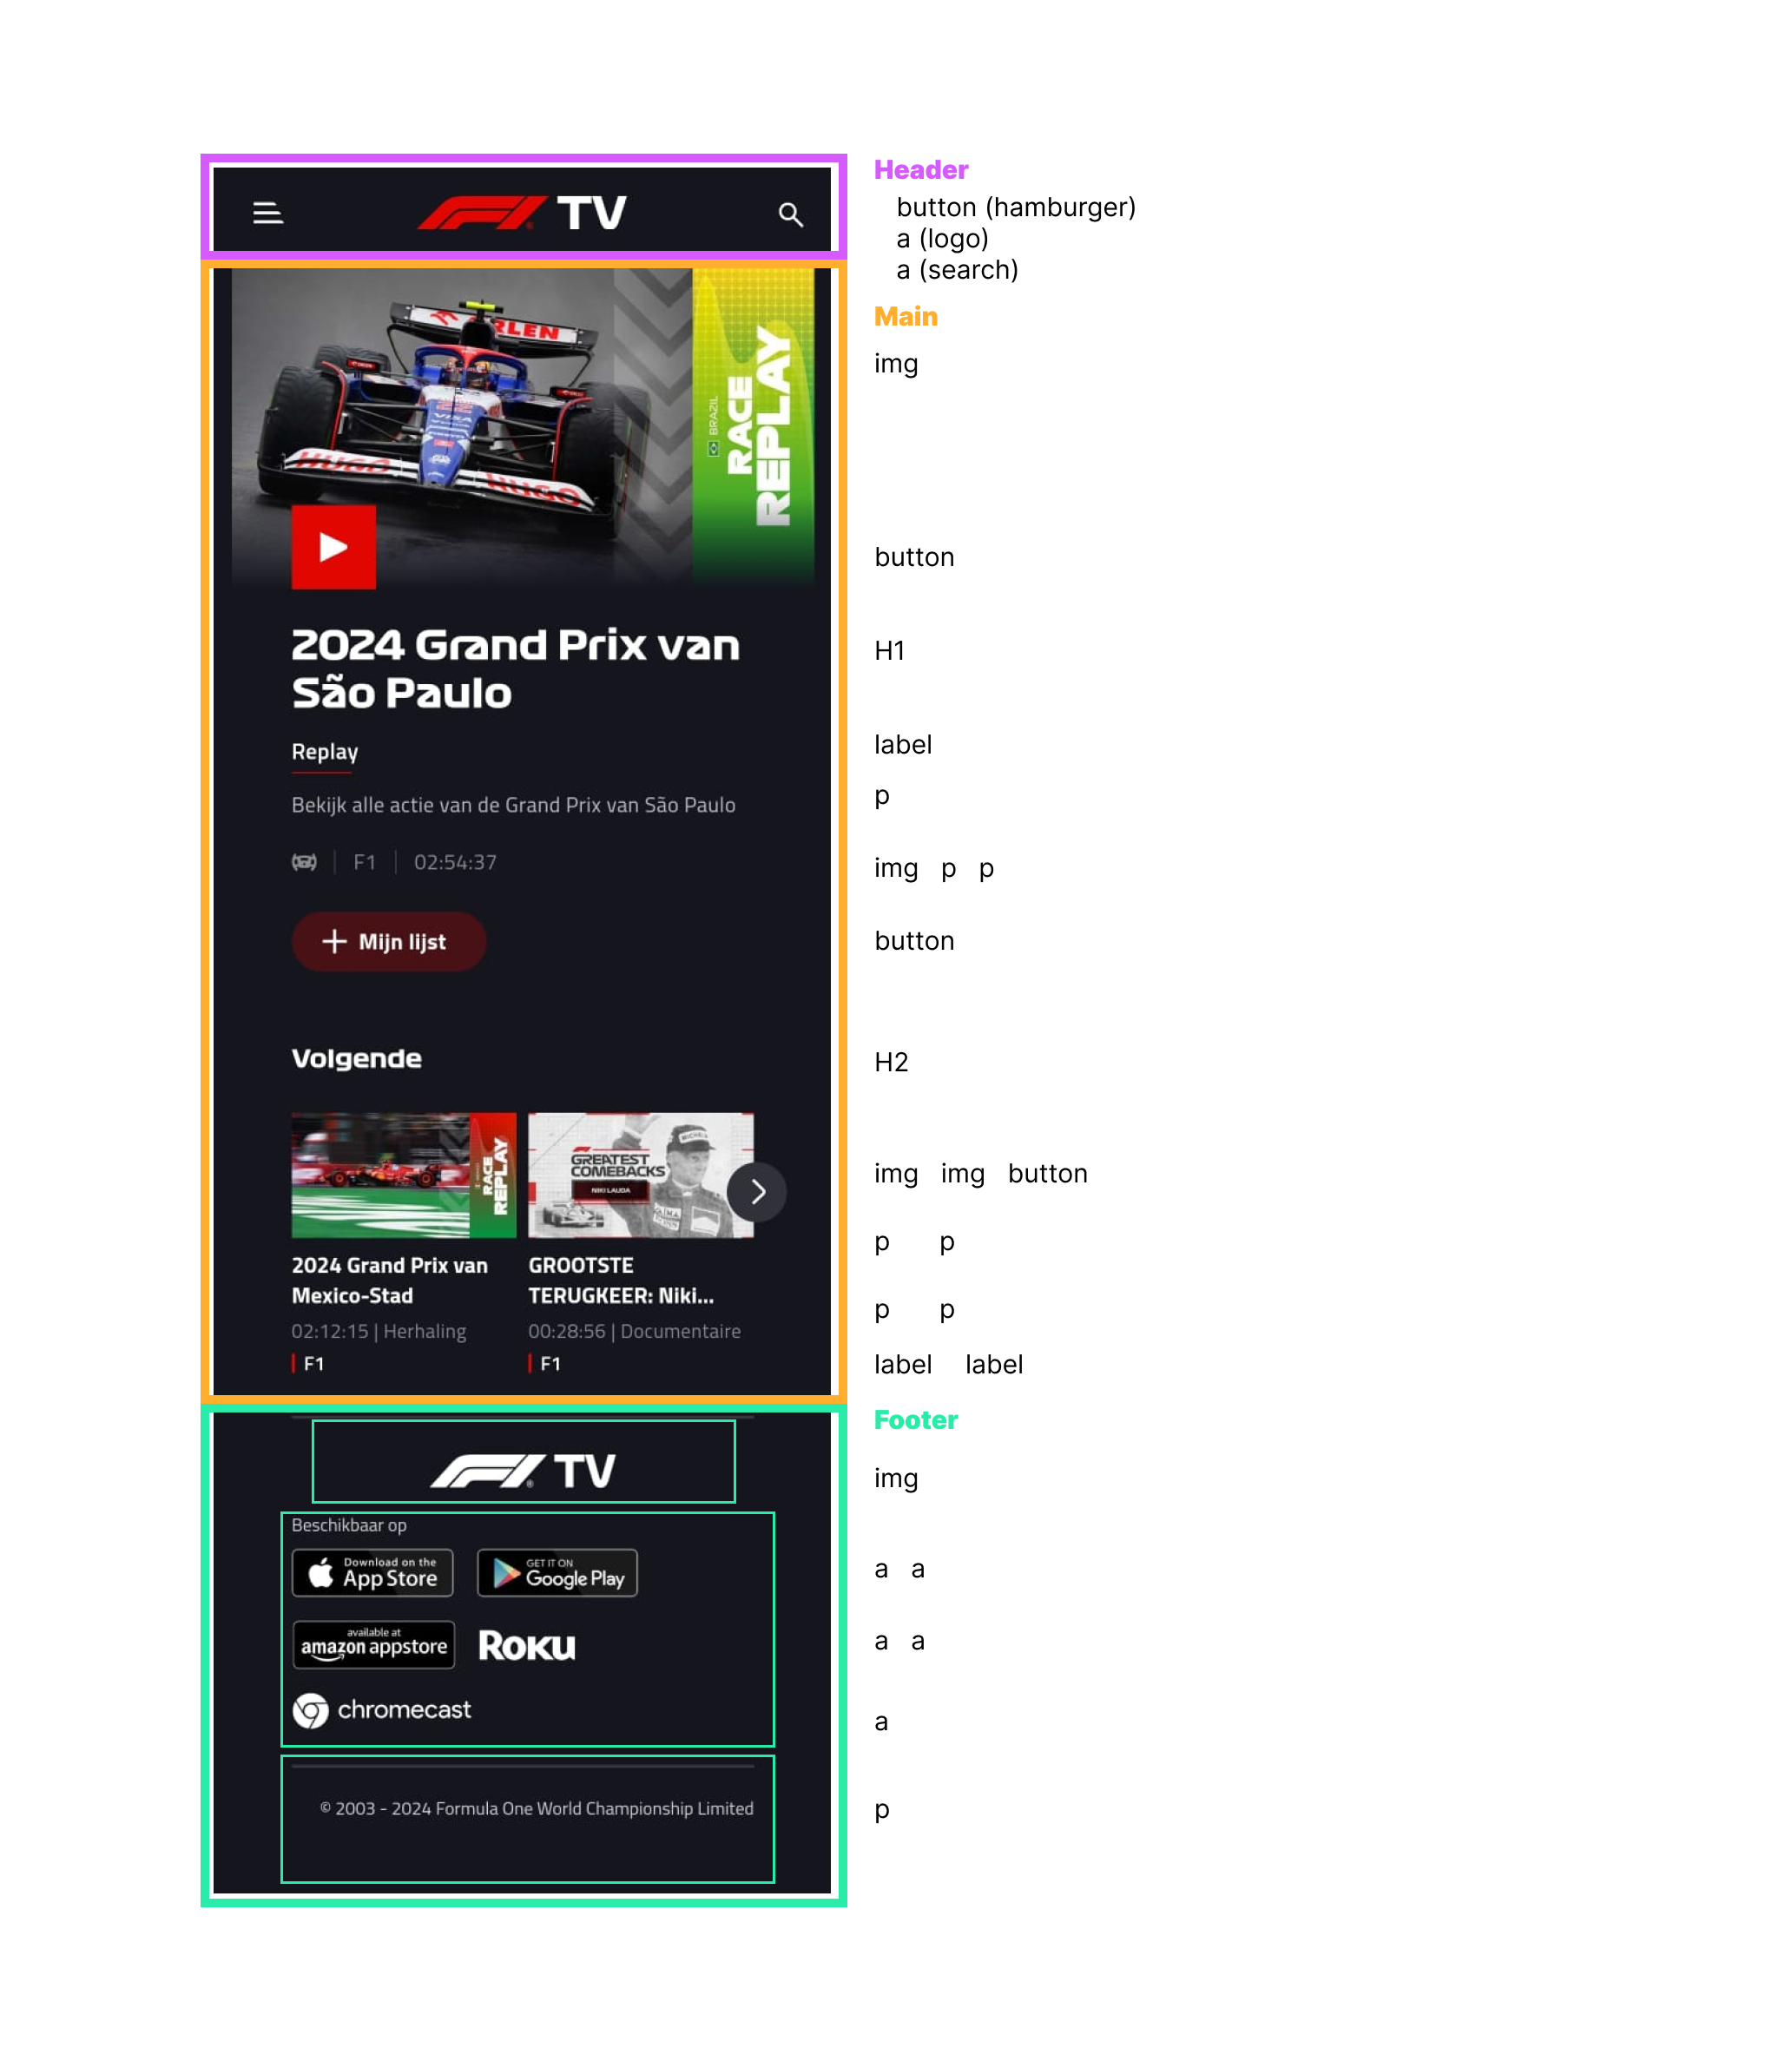 Header
button (hamburger)
a (logo)
a (search)
F1 TV
Main
img
ORLEN
BRAZIL
RACE
REPLAY
22
VISA
HUGO HUGO
button
2024 Grand Prix van
São Paulo
H1
Replay
label
Bekijk alle actie van de Grand Prix van São Paulo
p
F1 | 02:54:37
img p p
+ Mijn lijst
button
Volgende
H2
RACE
REPLAY
GREATEST
COMEBACKS
NIKI LAUDA
img img button
2024 Grand Prix van
Mexico-Stad
GROOTSTE
TERUGKEER: Niki...
p p
02:12:15 | Herhaling
00:28:56 | Documentaire
p p
F1
F1
label label
Footer
F1 TV
img
Beschikbaar op
Download on the
App Store
GET IT ON
Google Play
a a
available at
amazon appstore
Roku
a a
chromecast
a
© 2003 - 2024 Formula One World Championship Limited
p